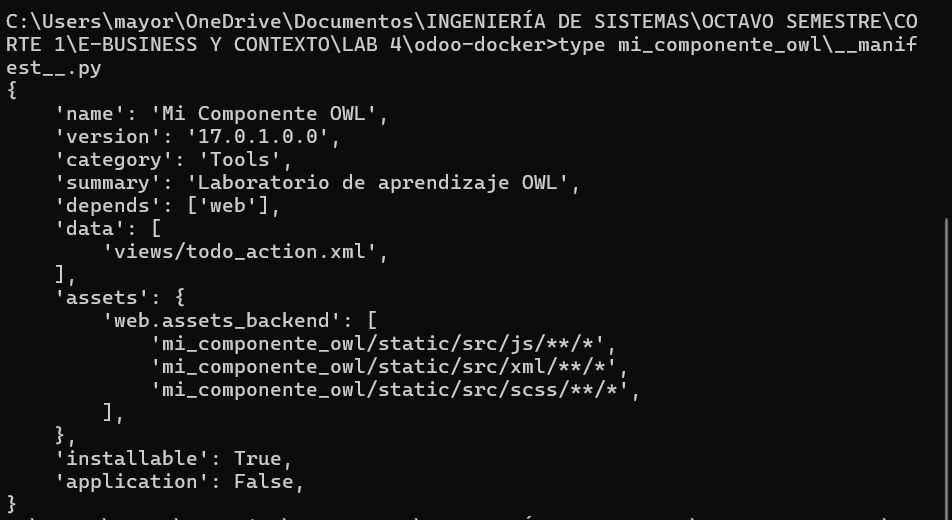 C:\Users\mayor\OneDrive\Documentos\INGENIERÍA DE SISTEMAS\OCTAVO SEMESTRE\CO
RTE 1\E-BUSINESS Y CONTEXTO\LAB 4\odoo-docker>type mi_componente_owl\__manif
est__.py
{
    'name': 'Mi Componente OWL',
    'version': '17.0.1.0.0',
    'category': 'Tools',
    'summary': 'Laboratorio de aprendizaje OWL',
    'depends': ['web'],
    'data': [
        'views/todo_action.xml',
    ],
    'assets': {
        'web.assets_backend': [
            'mi_componente_owl/static/src/js/**/*',
            'mi_componente_owl/static/src/xml/**/*',
            'mi_componente_owl/static/src/scss/**/*',
        ],
    },
    'installable': True,
    'application': False,
}